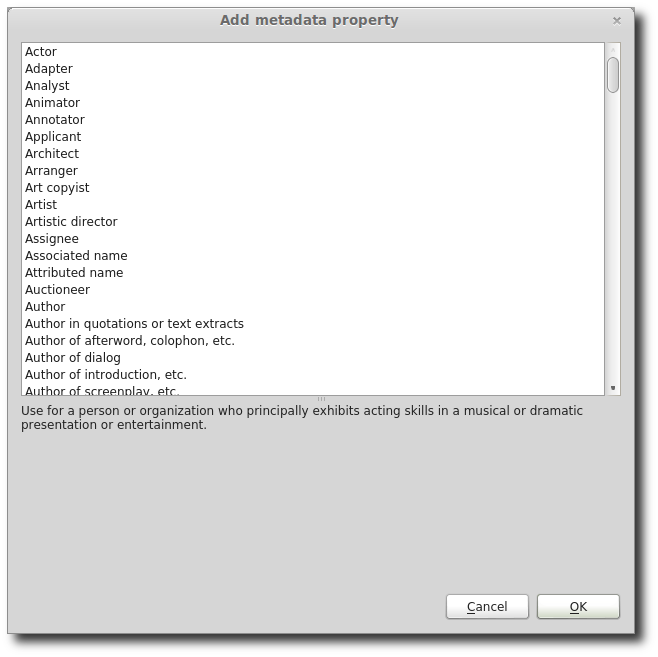 Add metadata property
Actor
Adapter
Analyst
Animator
Annotator
Applicant
Architect
Arranger
Art copyist
Artist
Artistic director
Assignee
Associated name
Attributed name
Auctioneer
Author
Author in quotations or text extracts
Author of afterword, colophon, etc.
Author of dialog
Author of introduction, etc.
Author of screenplay, etc.
Use for a person or organization who principally exhibits acting skills in a musical or dramatic
presentation or entertainment.
Cancel OK